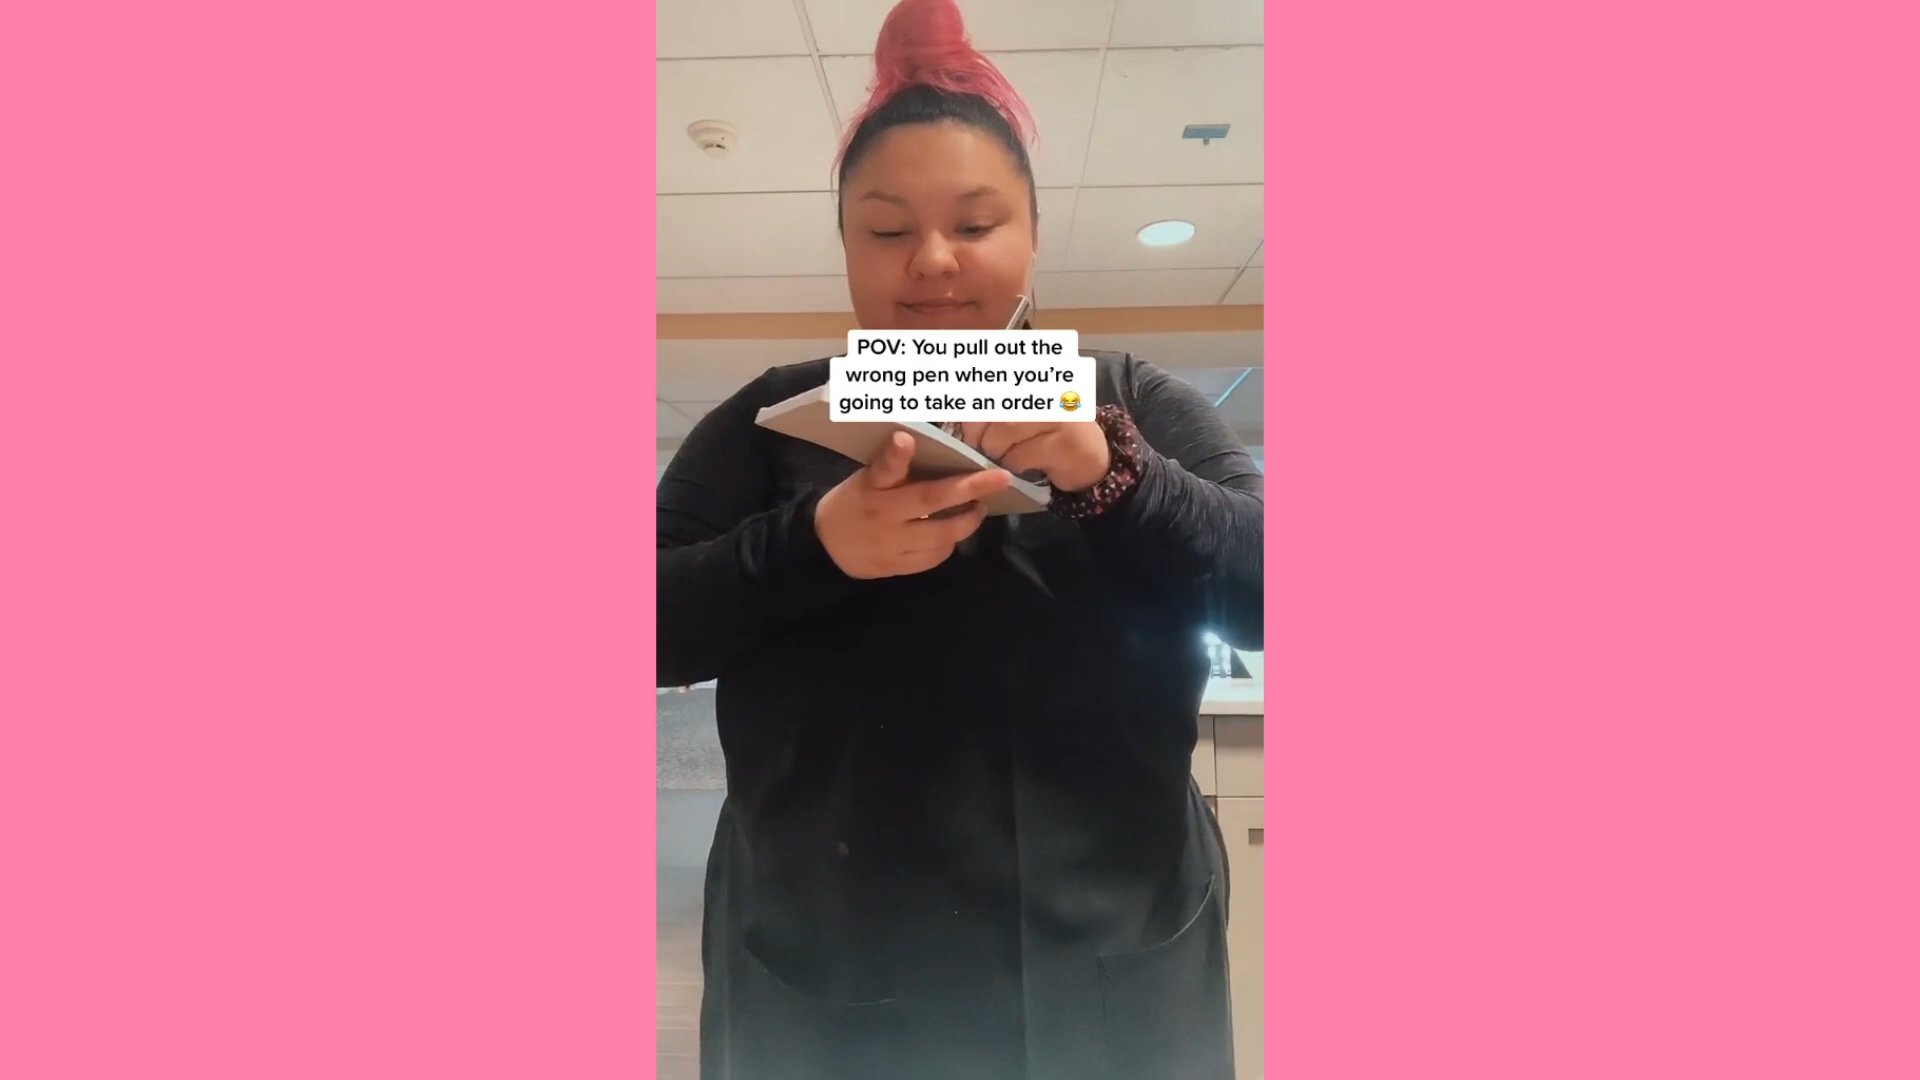 POV: You pull out the
wrong pen when you’re
going to take an order 😂